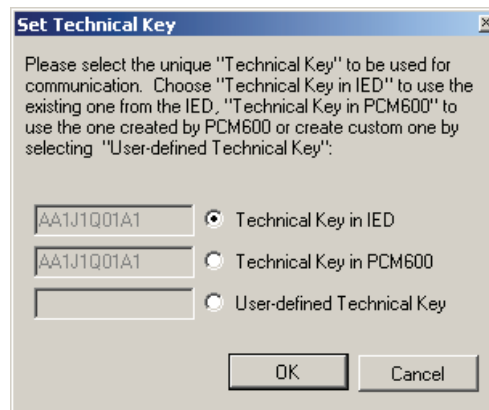 Set Technical Key
Please select the unique "Technical Key" to be used for
communication.  Choose "Technical Key in IED" to use the
existing one from the IED, "Technical Key in PCM600" to
use the one created by PCM600 or create custom one by
selecting  "User-defined Technical Key":
AA1J1Q01A1 Technical Key in IED
AA1J1Q01A1 Technical Key in PCM600
User-defined Technical Key
OK Cancel